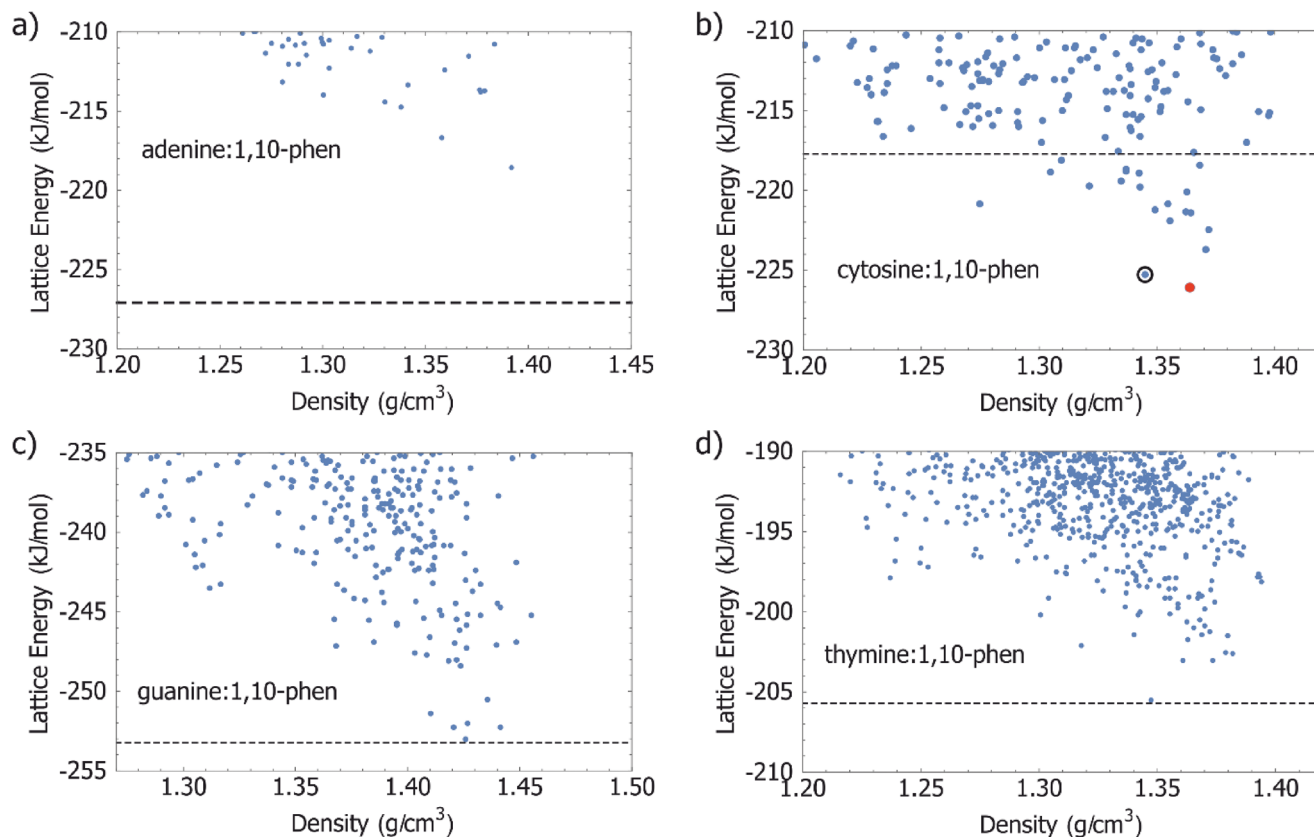 a)
Lattice Energy (kJ/mol)
-210
-215
-220
-225
-230
adenine:1,10-phen
1.20 1.25 1.30 1.35 1.40 1.45
Density (g/cm³)
b)
Lattice Energy (kJ/mol)
-210
-215
-220
-225
-230
cytosine:1,10-phen
1.20 1.25 1.30 1.35 1.40
Density (g/cm³)
c)
Lattice Energy (kJ/mol)
-235
-240
-245
-250
-255
guanine:1,10-phen
1.30 1.35 1.40 1.45 1.50
Density (g/cm³)
d)
Lattice Energy (kJ/mol)
-190
-195
-200
-205
-210
thymine:1,10-phen
1.20 1.25 1.30 1.35 1.40
Density (g/cm³)